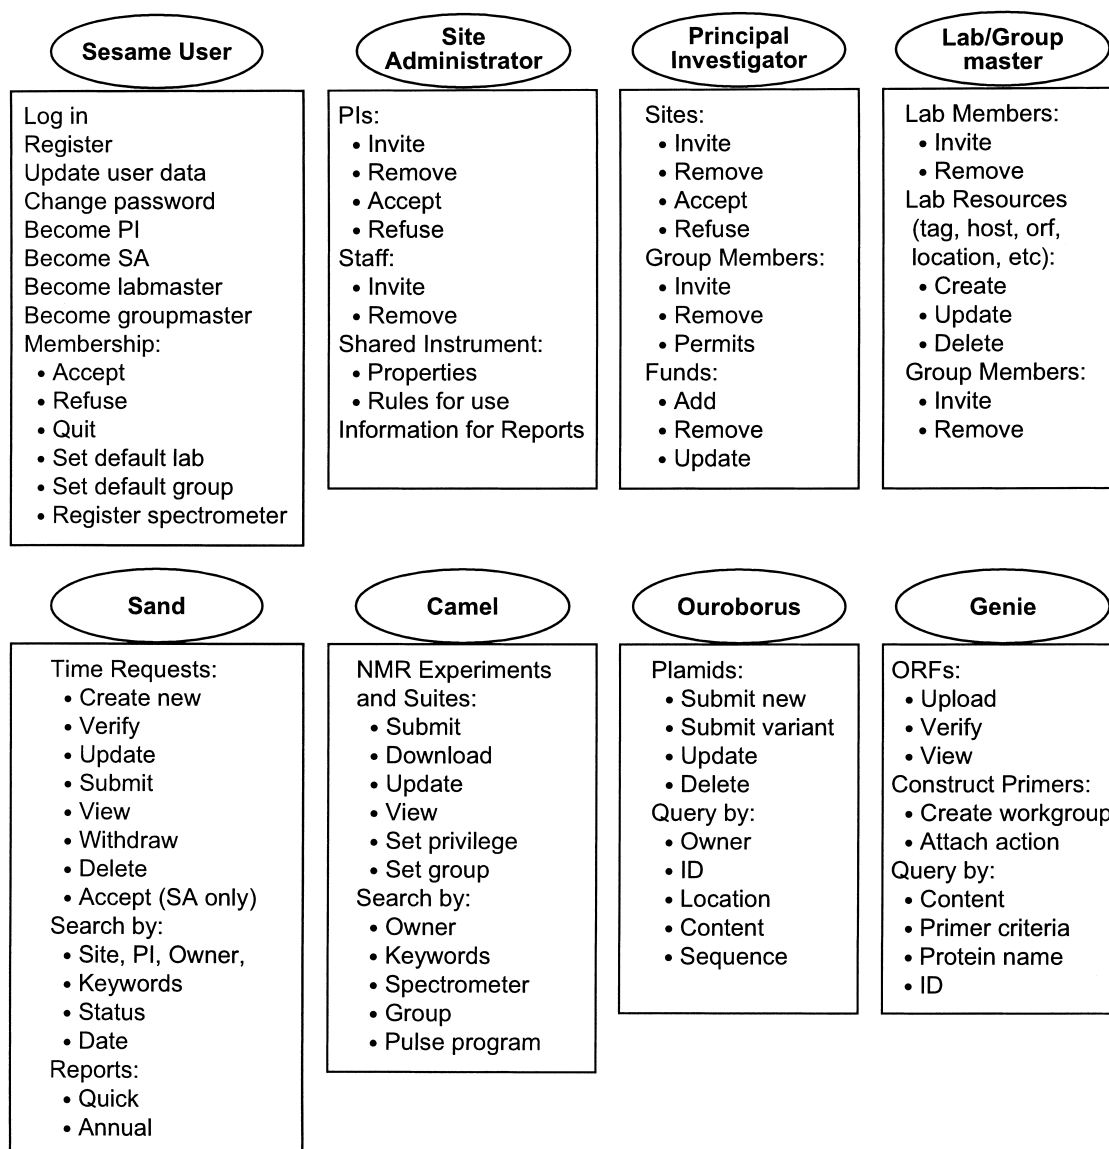 Sesame User
Log in
Register
Update user data
Change password
Become PI
Become SA
Become labmaster
Become groupmaster
Membership:
• Accept
• Refuse
• Quit
• Set default lab
• Set default group
• Register spectrometer
Site
Administrator
PIs:
• Invite
• Remove
• Accept
• Refuse
Staff:
• Invite
• Remove
Shared Instrument:
• Properties
• Rules for use
Information for Reports
Principal
Investigator
Sites:
• Invite
• Remove
• Accept
• Refuse
Group Members:
• Invite
• Remove
• Permits
Funds:
• Add
• Remove
• Update
Lab/Group
master
Lab Members:
• Invite
• Remove
Lab Resources
(tag, host, orf,
location, etc):
• Create
• Update
• Delete
Group Members:
• Invite
• Remove
Sand
Time Requests:
• Create new
• Verify
• Update
• Submit
• View
• Withdraw
• Delete
• Accept (SA only)
Search by:
• Site, PI, Owner,
• Keywords
• Status
• Date
Reports:
• Quick
• Annual
Camel
NMR Experiments
and Suites:
• Submit
• Download
• Update
• View
• Set privilege
• Set group
Search by:
• Owner
• Keywords
• Spectrometer
• Group
• Pulse program
Ouroborus
Plamids:
• Submit new
• Submit variant
• Update
• Delete
Query by:
• Owner
• ID
• Location
• Content
• Sequence
Genie
ORFs:
• Upload
• Verify
• View
Construct Primers:
• Create workgroup
• Attach action
Query by:
• Content
• Primer criteria
• Protein name
• ID